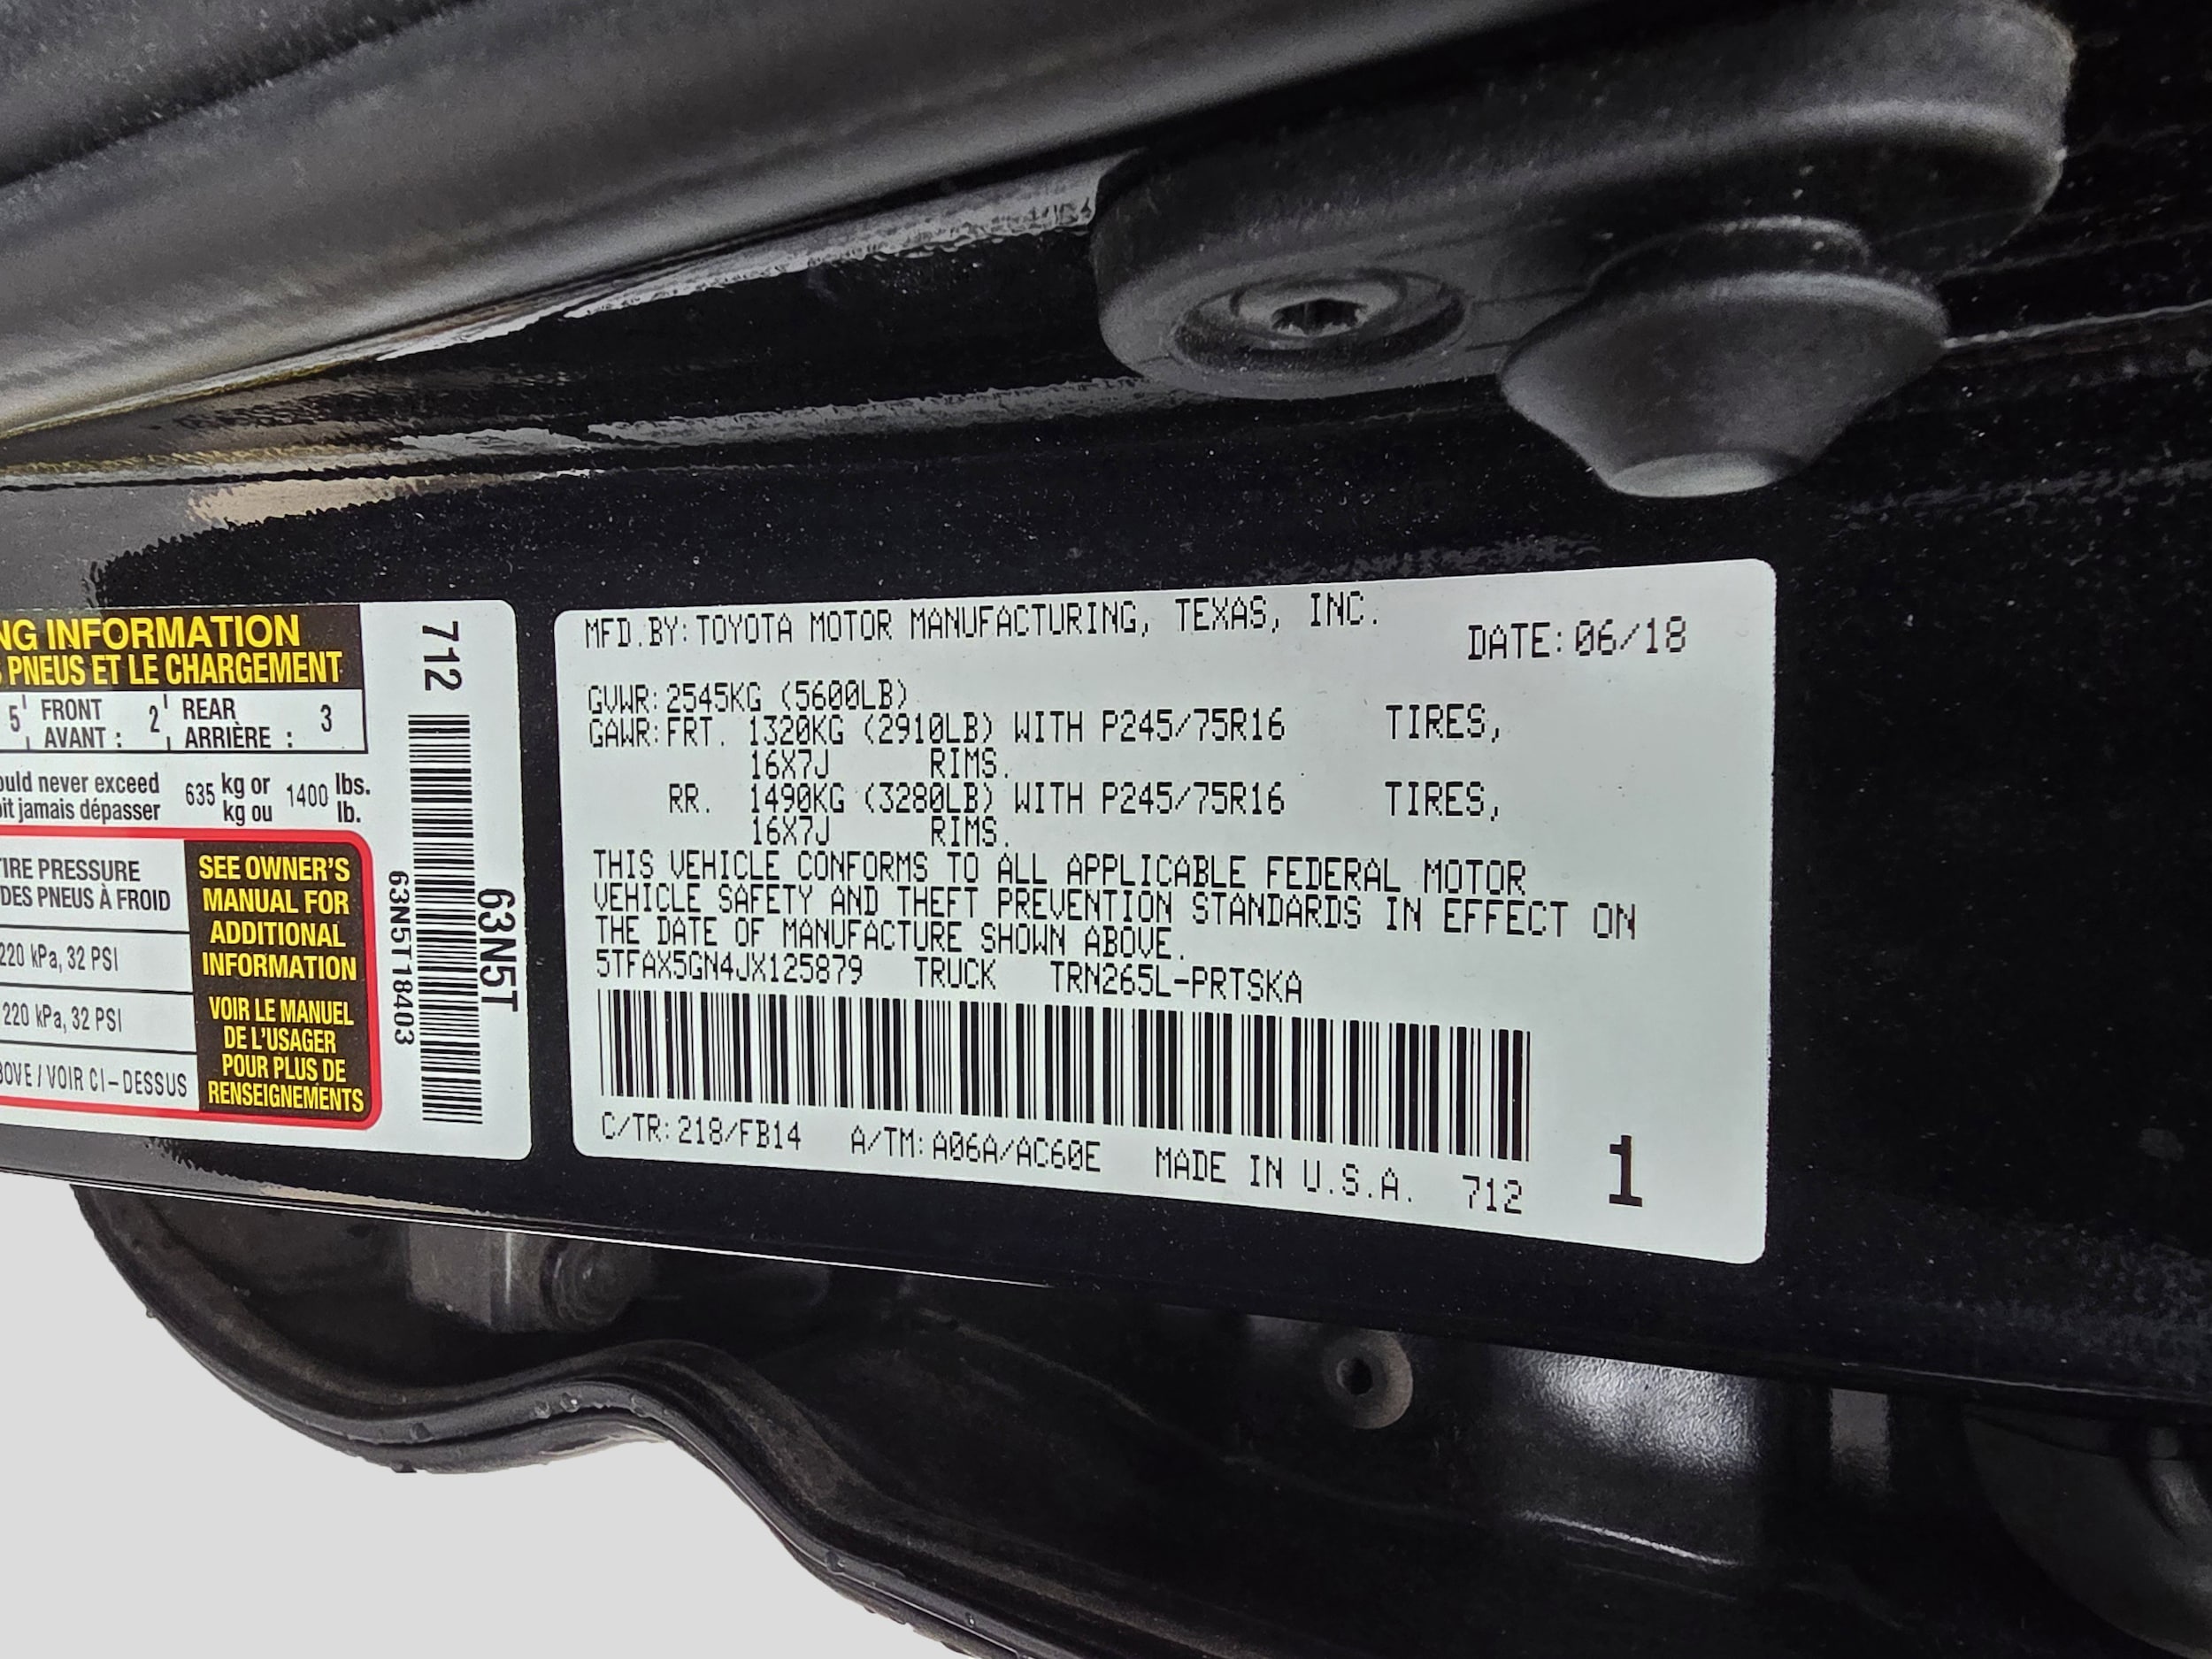 NG INFORMATION
PNEUS ET LE CHARGEMENT
5 FRONT 2 REAR 3
AVANT : ARRIÈRE :
never exceed 635 kg or 1400 lbs.
jamais dépasser kg ou lb.
PRESSURE
DES PNEUS À FROID
220 kPa, 32 PSI
220 kPa, 32 PSI
/ VOIR CI-DESSUS
SEE OWNER'S
MANUAL FOR
ADDITIONAL
INFORMATION
VOIR LE MANUEL
DE L'USAGER
POUR PLUS DE
RENSEIGNEMENTS
712
63N5T18403
63N5T
MFD.BY:TOYOTA MOTOR MANUFACTURING, TEXAS, INC. DATE:06/18
GVWR:2545KG (5600LB)
GAWR:FRT. 1320KG (2910LB) WITH P245/75R16 TIRES,
16X7J RIMS.
RR. 1490KG (3280LB) WITH P245/75R16 TIRES,
16X7J RIMS.
THIS VEHICLE CONFORMS TO ALL APPLICABLE FEDERAL MOTOR
VEHICLE SAFETY AND THEFT PREVENTION STANDARDS IN EFFECT ON
THE DATE OF MANUFACTURE SHOWN ABOVE.
5TFAX5GN4JX125879 TRUCK TRN265L-PRTSKA
C/TR:218/FB14 A/TM:A06A/AC60E MADE IN U.S.A. 712 1